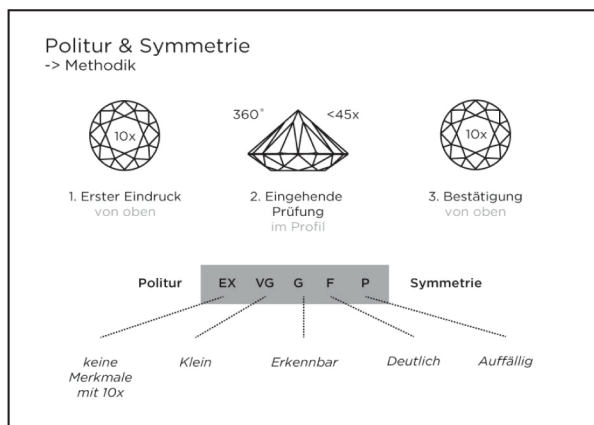 Politur & Symmetrie
-> Methodik
10x
360°
<45x
10x
1. Erster Eindruck
von oben
2. Eingehende
Prüfung
im Profil
3. Bestätigung
von oben
Politur EX VG G F P Symmetrie
keine
Merkmale
mit 10x
Klein
Erkennbar
Deutlich
Auffällig